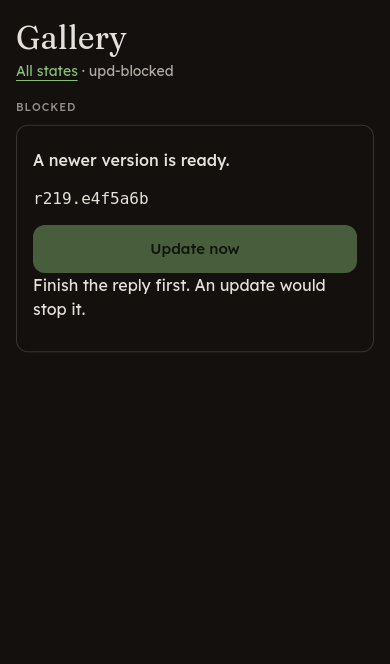 Gallery
All states · upd-blocked
BLOCKED
A newer version is ready.
r219.e4f5a6b
Update now
Finish the reply first. An update would
stop it.